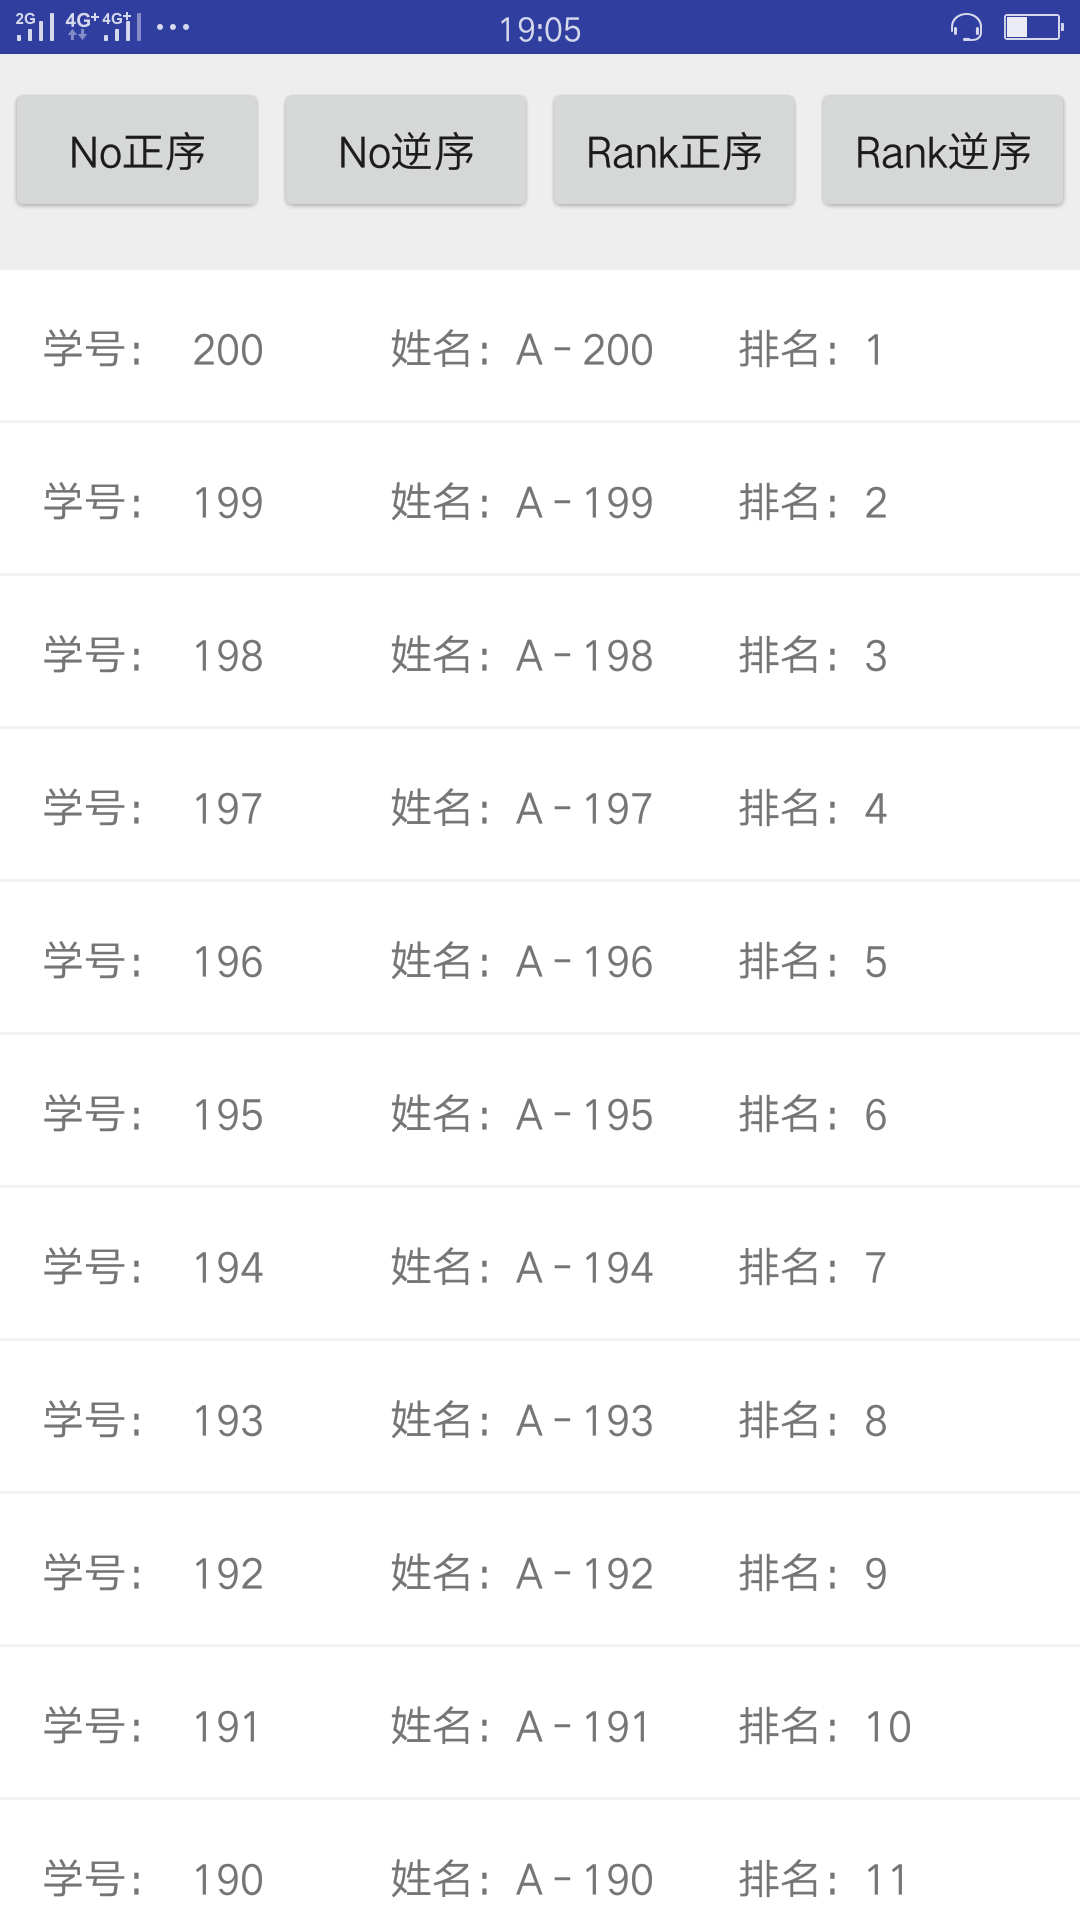 2G 4G+ 4G+ ••• 19:05
No正序 No逆序 Rank正序 Rank逆序
学号： 200 姓名：A - 200 排名：1
学号： 199 姓名：A - 199 排名：2
学号： 198 姓名：A - 198 排名：3
学号： 197 姓名：A - 197 排名：4
学号： 196 姓名：A - 196 排名：5
学号： 195 姓名：A - 195 排名：6
学号： 194 姓名：A - 194 排名：7
学号： 193 姓名：A - 193 排名：8
学号： 192 姓名：A - 192 排名：9
学号： 191 姓名：A - 191 排名：10
学号： 190 姓名：A - 190 排名：11